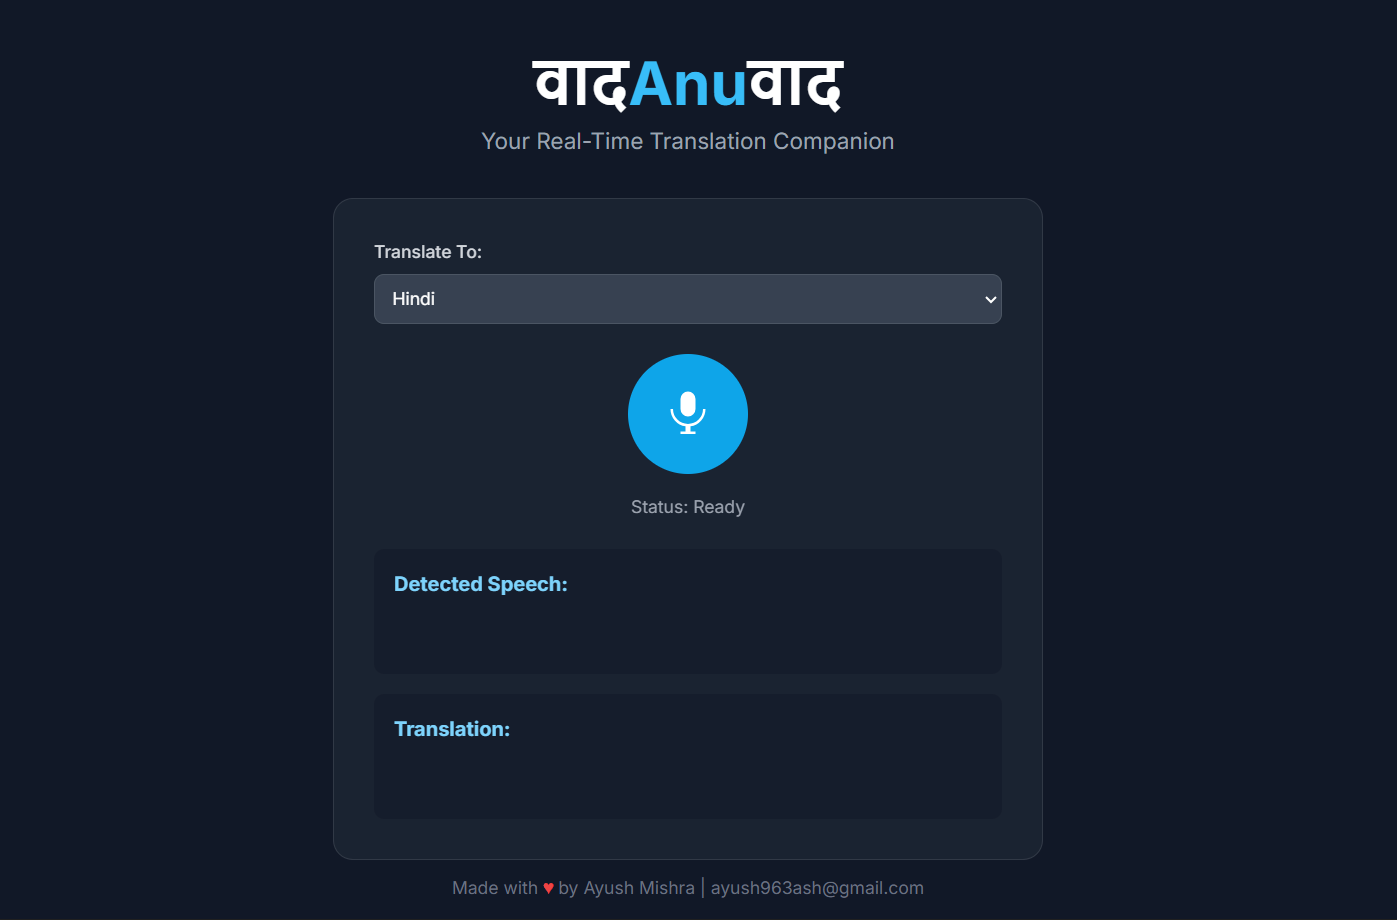 वादAnuवाद
Your Real-Time Translation Companion
Translate To:
Hindi
Status: Ready
Detected Speech:
Translation:
Made with ♥ by Ayush Mishra | ayush963ash@gmail.com